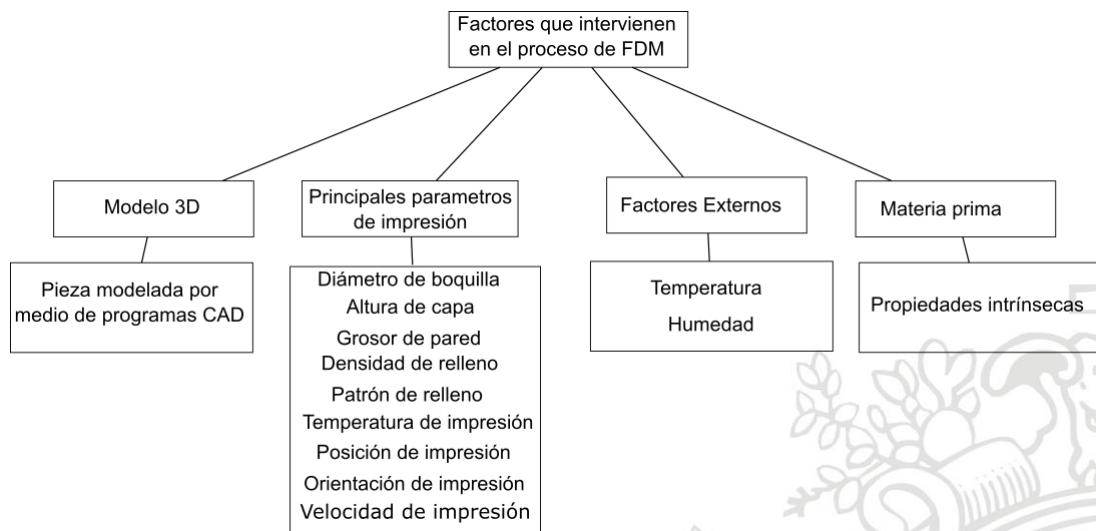 Factores que intervienen
en el proceso de FDM
Modelo 3D
Principales parametros
de impresión
Factores Externos
Materia prima
Pieza modelada por
medio de programas CAD
Diámetro de boquilla
Altura de capa
Grosor de pared
Densidad de relleno
Patrón de relleno
Temperatura de impresión
Posición de impresión
Orientación de impresión
Velocidad de impresión
Temperatura
Humedad
Propiedades intrínsecas